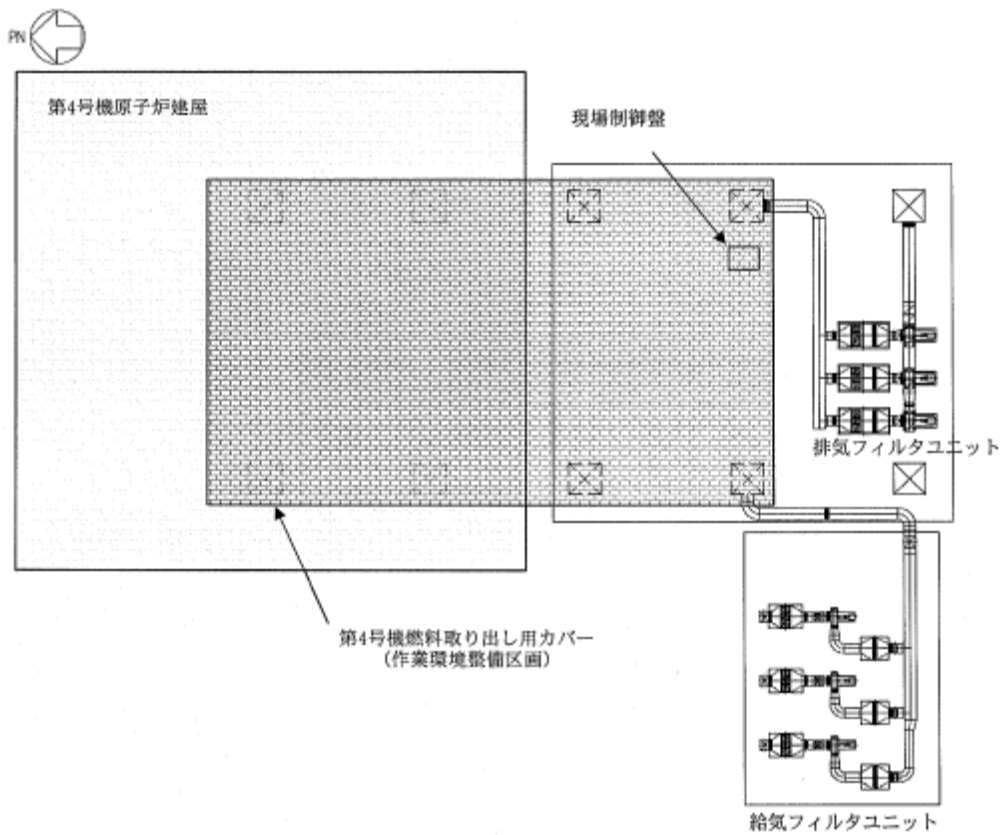 PN
第4号機原子炉建屋
現場制御盤
排気フィルタユニット
第4号機燃料取り出し用カバー
(作業環境整備区画)
給気フィルタユニット